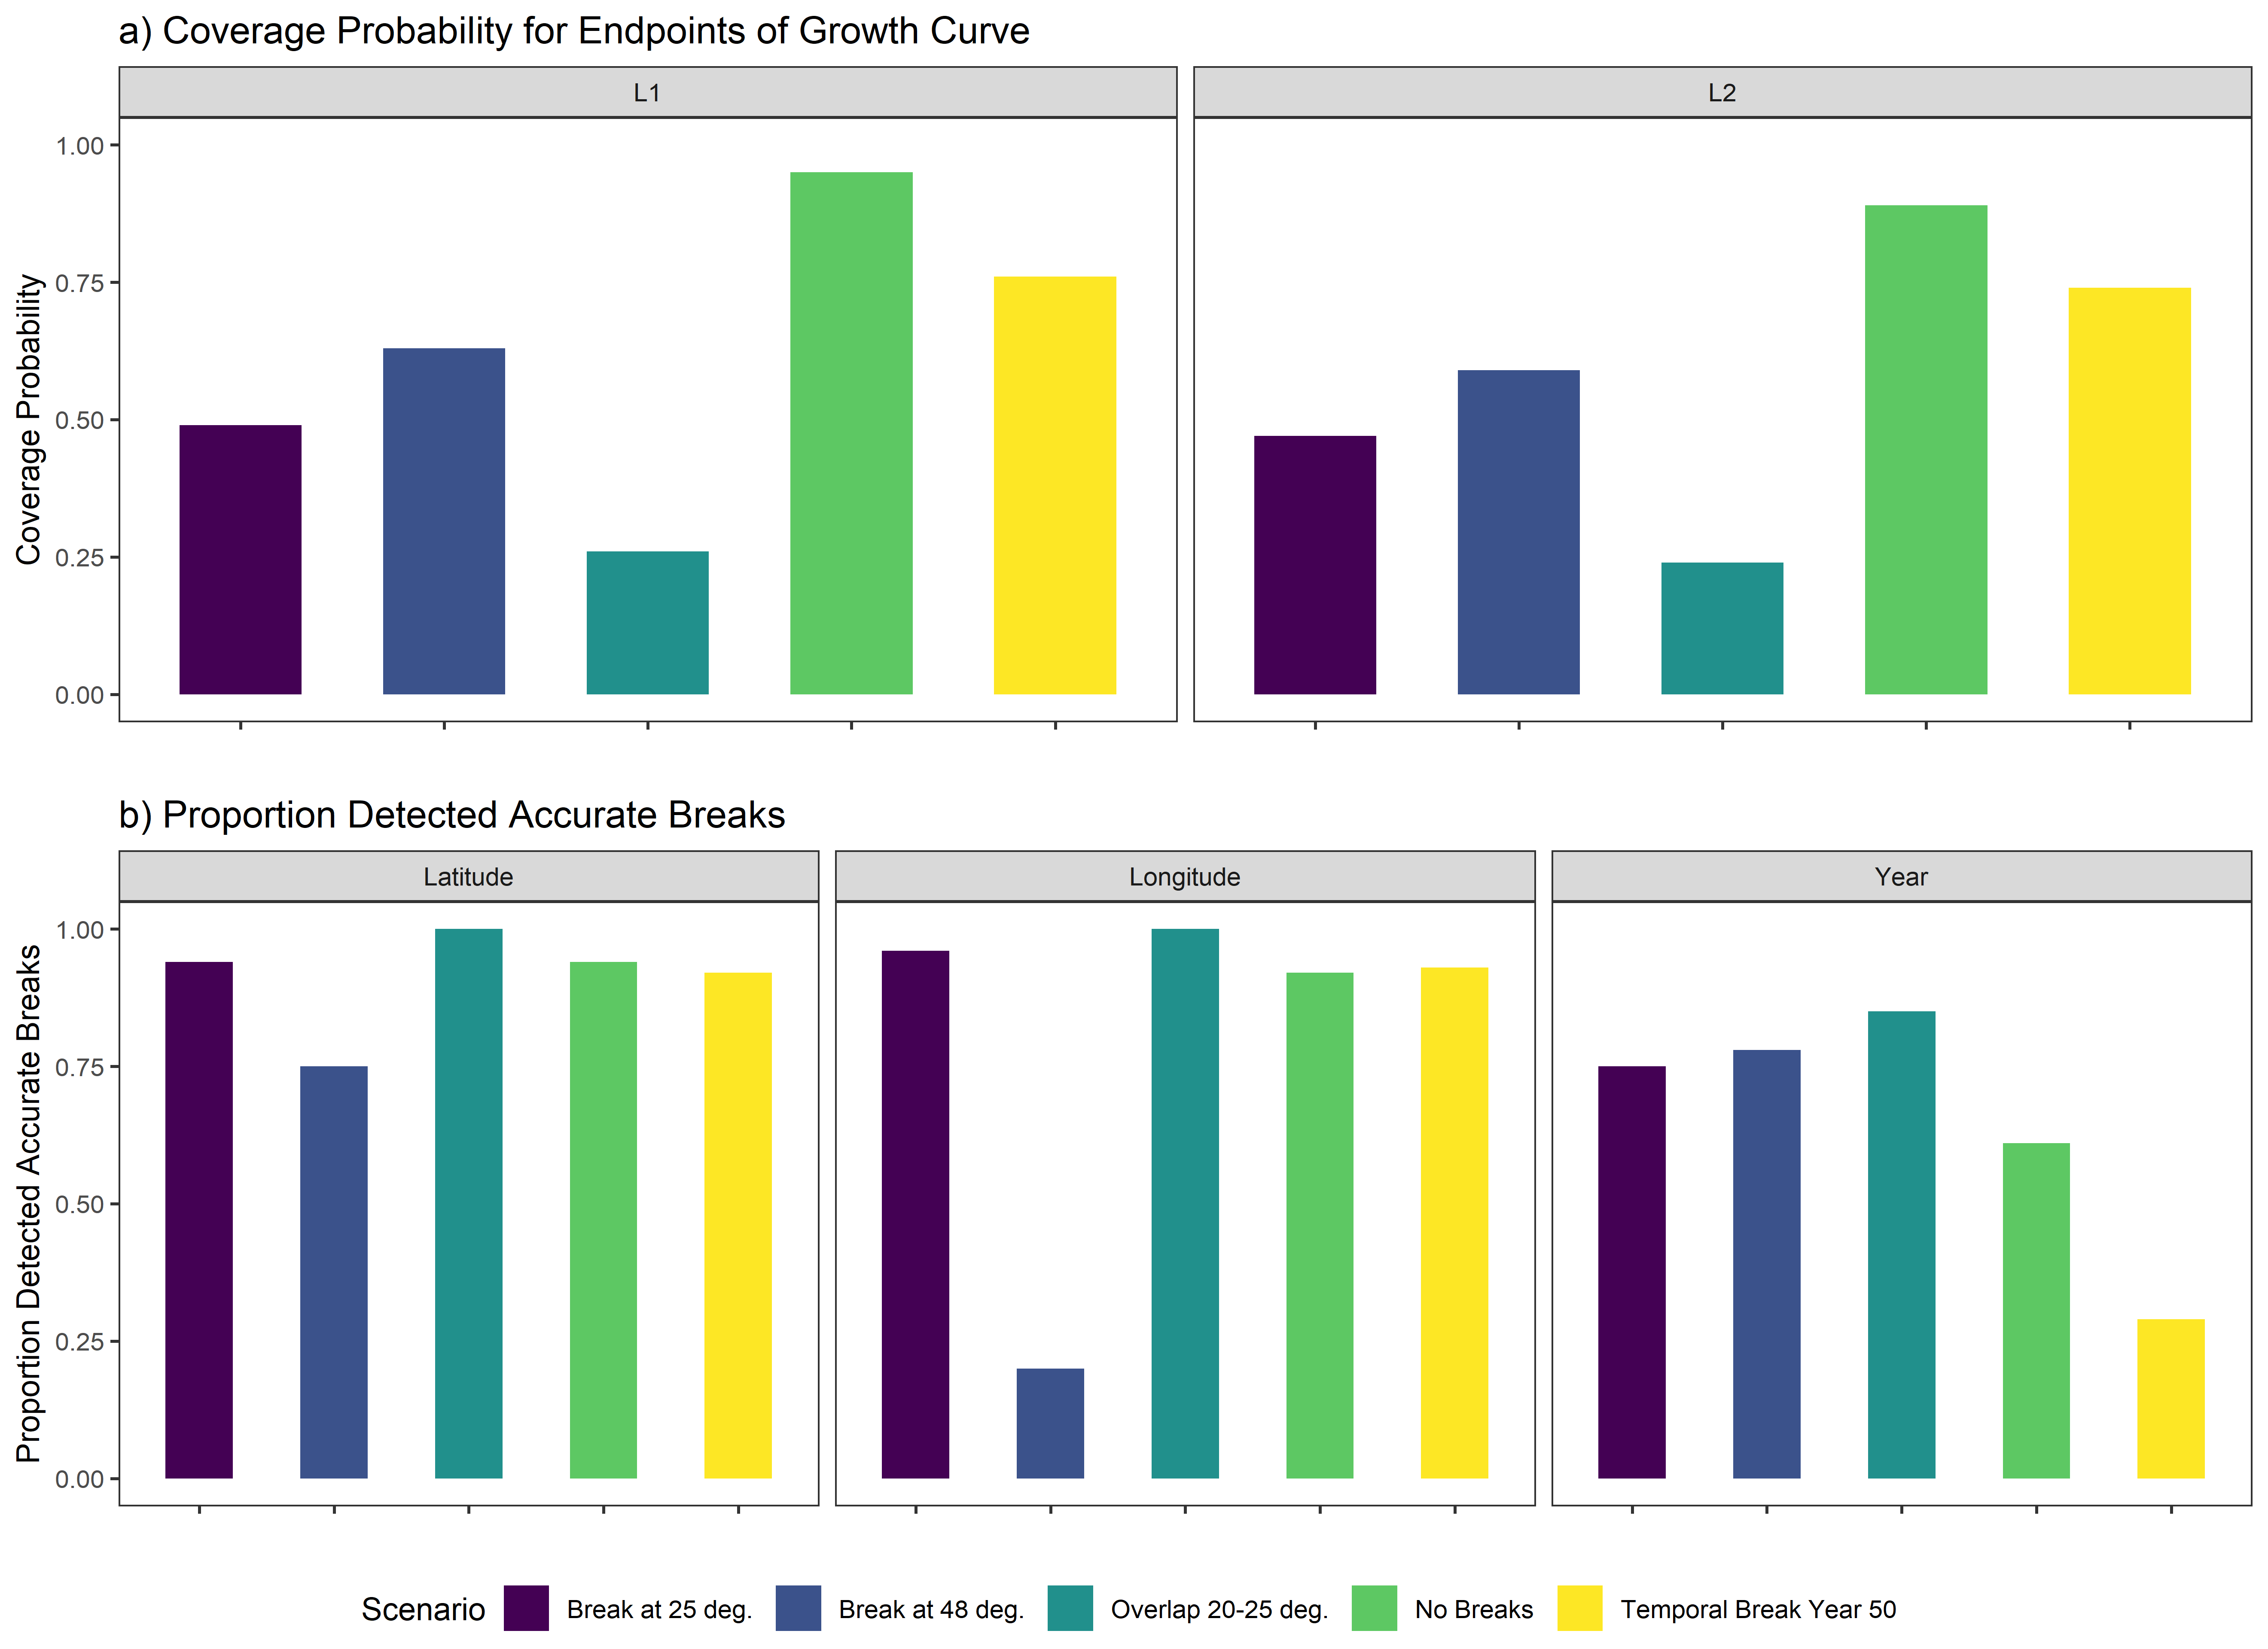 a) Coverage Probability for Endpoints of Growth Curve
L1
L2
Coverage Probability
1.00
0.75
0.50
0.25
0.00
b) Proportion Detected Accurate Breaks
Latitude
Longitude
Year
Proportion Detected Accurate Breaks
1.00
0.75
0.50
0.25
0.00
Scenario Break at 25 deg. Break at 48 deg. Overlap 20-25 deg. No Breaks Temporal Break Year 50